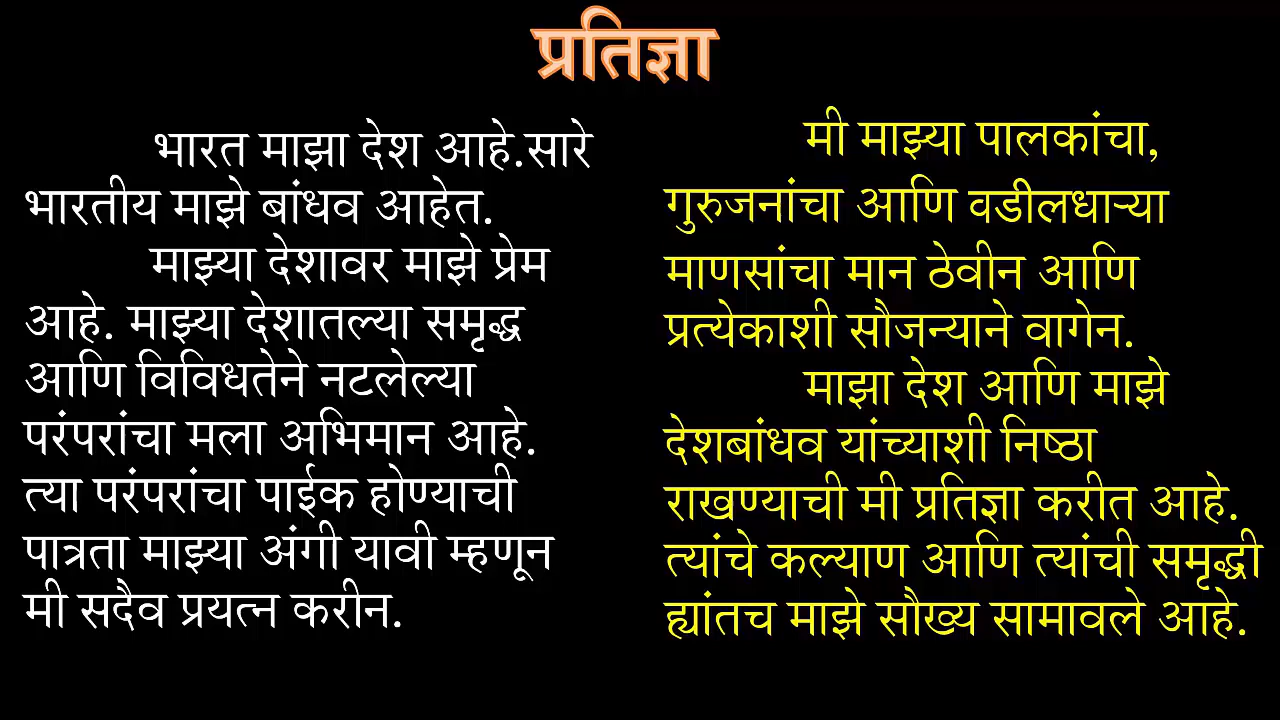 प्रतिज्ञा
भारत माझा देश आहे.सारे
भारतीय माझे बांधव आहेत.
माझ्या देशावर माझे प्रेम
आहे. माझ्या देशातल्या समृद्ध
आणि विविधतेने नटलेल्या
परंपरांचा मला अभिमान आहे.
त्या परंपरांचा पाईक होण्याची
पात्रता माझ्या अंगी यावी म्हणून
मी सदैव प्रयत्न करीन.
मी माझ्या पालकांचा,
गुरुजनांचा आणि वडीलधाऱ्या
माणसांचा मान ठेवीन आणि
प्रत्येकाशी सौजन्याने वागेन.
माझा देश आणि माझे
देशबांधव यांच्याशी निष्ठा
राखण्याची मी प्रतिज्ञा करीत आहे.
त्यांचे कल्याण आणि त्यांची समृद्धी
ह्यांतच माझे सौख्य सामावले आहे.